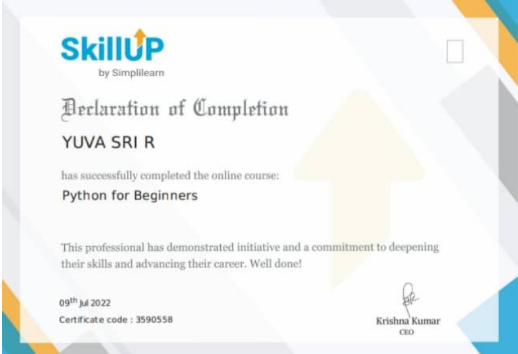 SkillUP
by Simplilearn
Declaration of Completion
YUVA SRI R
has successfully completed the online course:
Python for Beginners
This professional has demonstrated initiative and a commitment to deepening
their skills and advancing their career. Well done!
09th Jul 2022
Certificate code : 3590558
Krishna Kumar
CEO